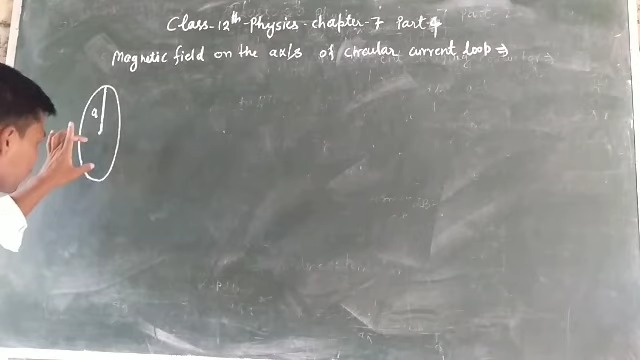 Class-12th-Physics-chapter-7 Part 4
Magnetic field on the axis of circular current loop ⇒
a